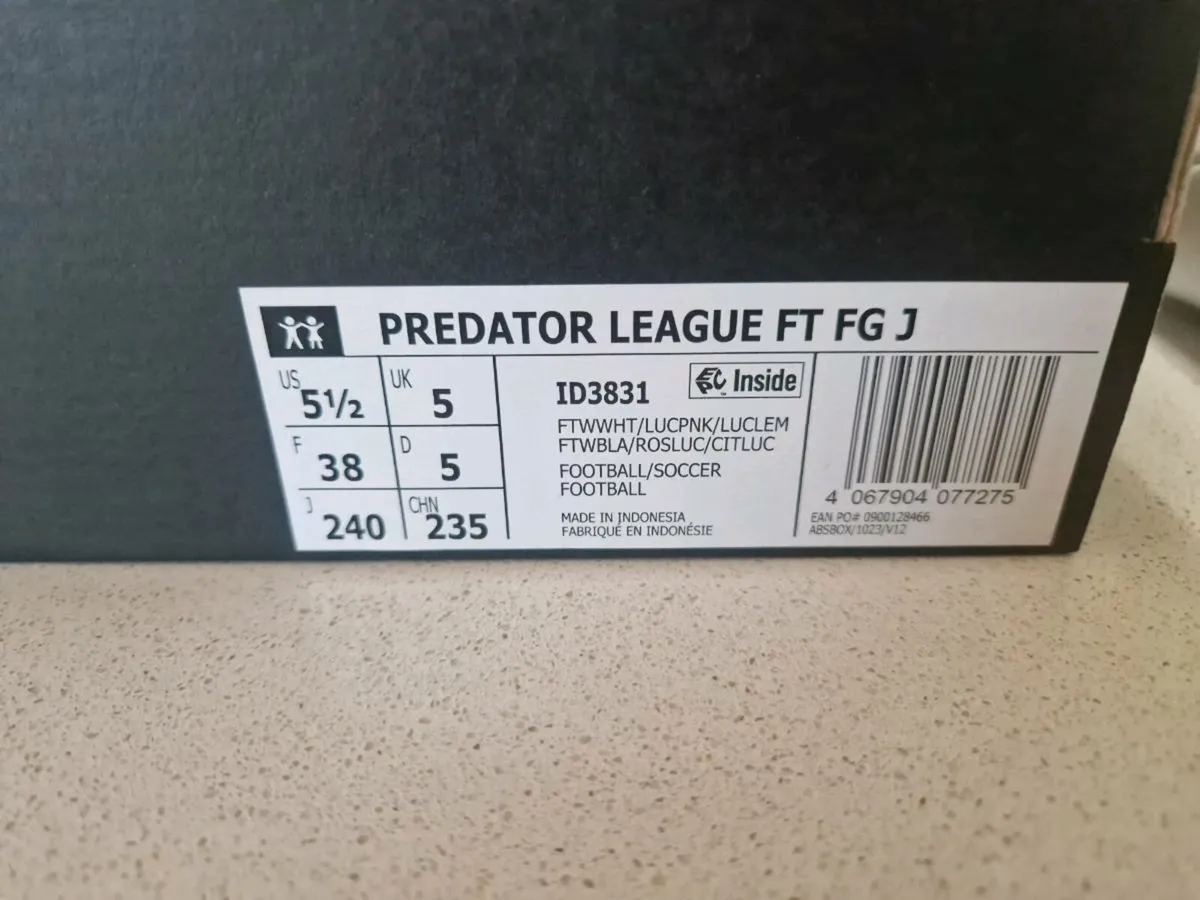 PREDATOR LEAGUE FT FG J
US 5½ UK 5
F 38 D 5
J 240 CHN 235
ID3831
Inside
FTWWHT/LUCPNK/LUCLEM
FTWBLA/ROSLUC/CITLUC
FOOTBALL/SOCCER
FOOTBALL
MADE IN INDONESIA
FABRIQUÉ EN INDONÉSIE
4 067904 077275
EAN PO# 0900128466
ABSBOX/1023/V12